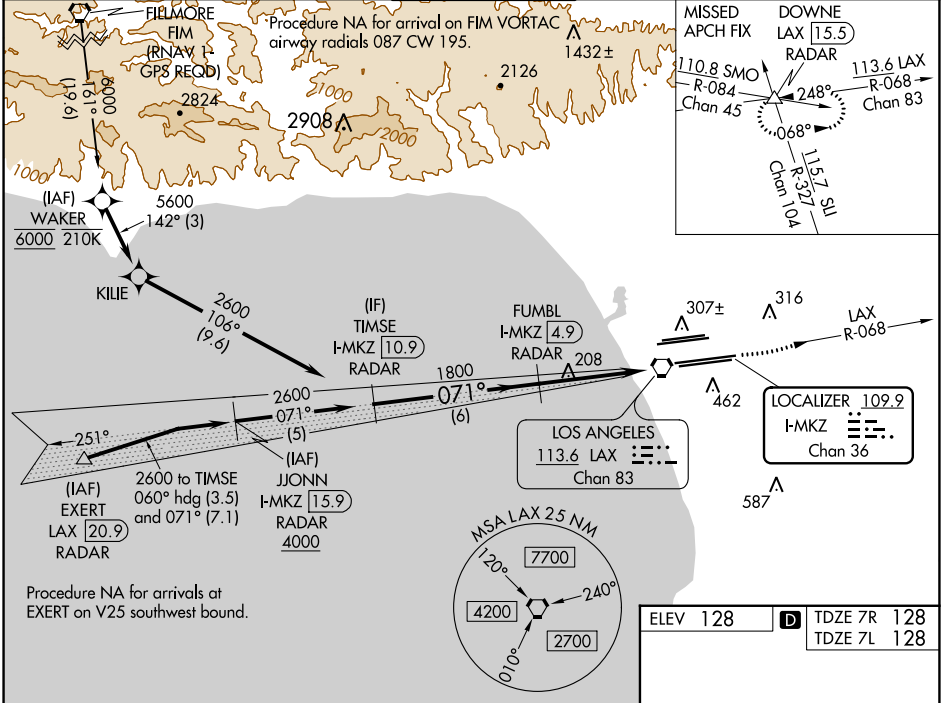 FILLMORE
FIM
(RNAV 1-
GPS REQD)
Procedure NA for arrival on FIM VORTAC
airway radials 087 CW 195.
6000
161°
(19.6)
1432±
2126
2824
2908
1000
2000
1000
MISSED
APCH FIX
DOWNE
LAX 15.5
RADAR
110.8 SMO
R-084
Chan 45
113.6 LAX
R-068
Chan 83
248°
068°
115.7 SLI
R-327
Chan 104
(IAF)
WAKER
6000 210K
5600
142° (3)
KILIE
2600
106°
(9.6)
(IF)
TIMSE
I-MKZ 10.9
RADAR
FUMBL
I-MKZ 4.9
RADAR
208
307±
316
LAX
R-068
462
587
1800
071°
(6)
2600
071°
(5)
251°
(IAF)
EXERT
LAX 20.9
RADAR
2600 to TIMSE
060° hdg (3.5)
and 071° (7.1)
(IAF)
JJONN
I-MKZ 15.9
RADAR
4000
LOS ANGELES
113.6 LAX
Chan 83
LOCALIZER 109.9
I-MKZ
Chan 36
Procedure NA for arrivals at
EXERT on V25 southwest bound.
MSA LAX 25 NM
120°
7700
240°
4200
2700
010°
ELEV 128
D
TDZE 7R 128
TDZE 7L 128